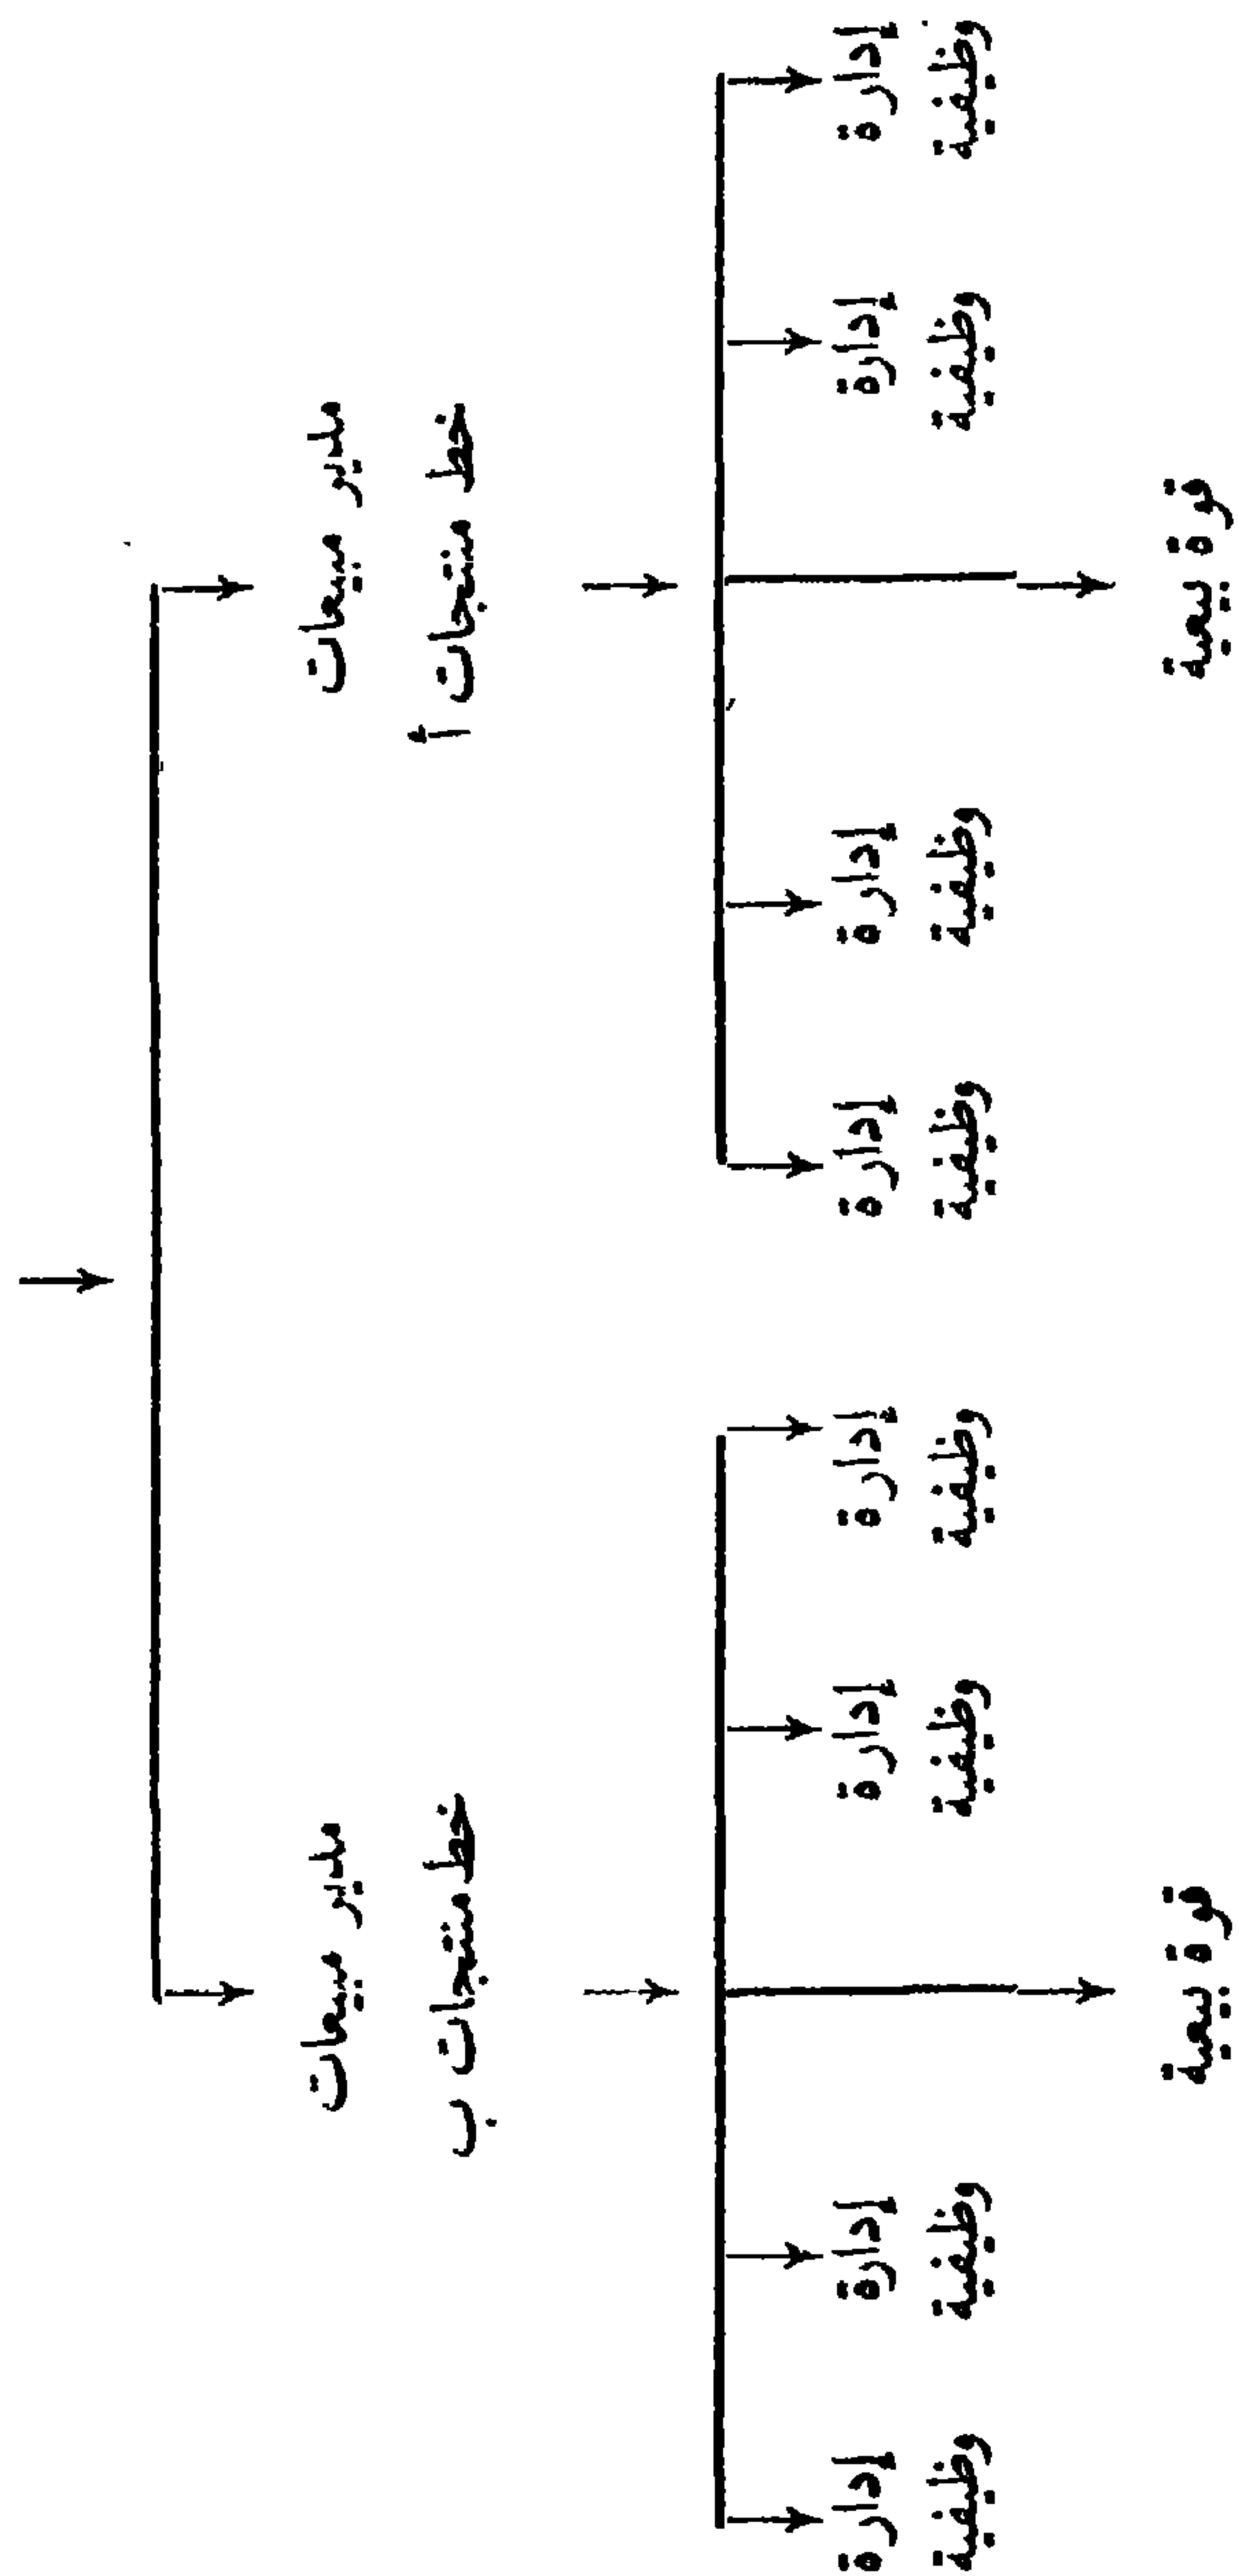 مدير مبيعات
خط منتجات أ
مدير مبيعات
خط منتجات ب
إدارة
وظيفية
إدارة
وظيفية
إدارة
وظيفية
إدارة
وظيفية
إدارة
وظيفية
إدارة
وظيفية
إدارة
وظيفية
إدارة
وظيفية
قوة بيعية
قوة بيعية